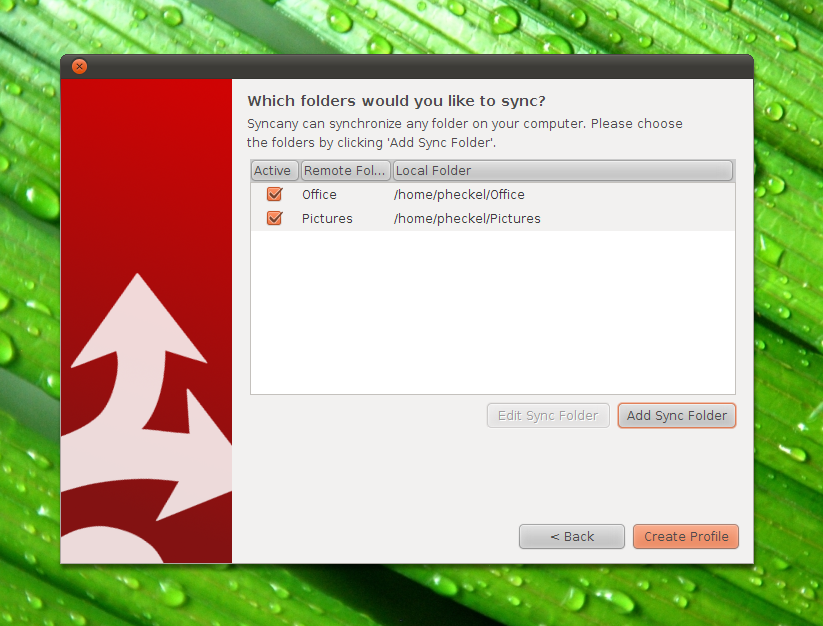 Which folders would you like to sync?
Syncany can synchronize any folder on your computer. Please choose
the folders by clicking 'Add Sync Folder'.
Active Remote Fol... Local Folder
Office /home/pheckel/Office
Pictures /home/pheckel/Pictures
Edit Sync Folder Add Sync Folder
< Back Create Profile